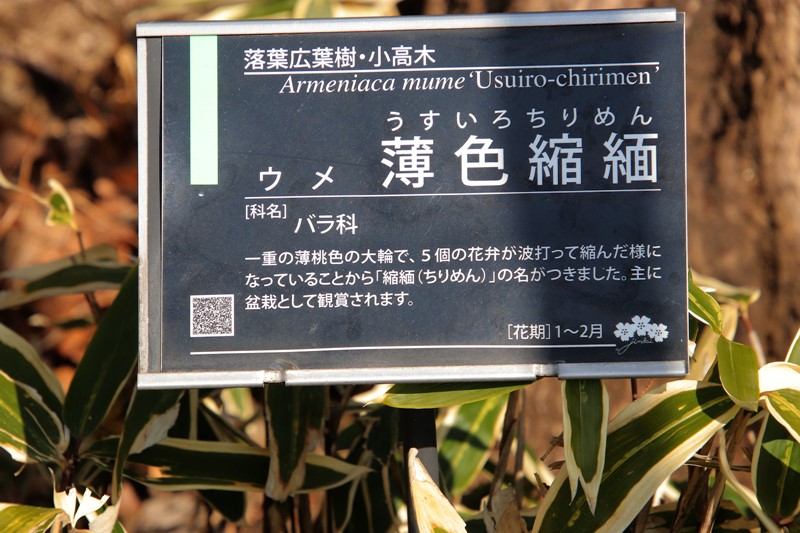 落葉広葉樹・小高木
Armeniaca mume ‘Usuiro-chirimen’
うすいろちりめん
ウメ 薄色縮緬
[科名] バラ科
一重の薄桃色の大輪で、5個の花弁が波打って縮んだ様に
なっていることから「縮緬（ちりめん）」の名がつきました。主に
盆栽として観賞されます。
[花期] 1〜2月